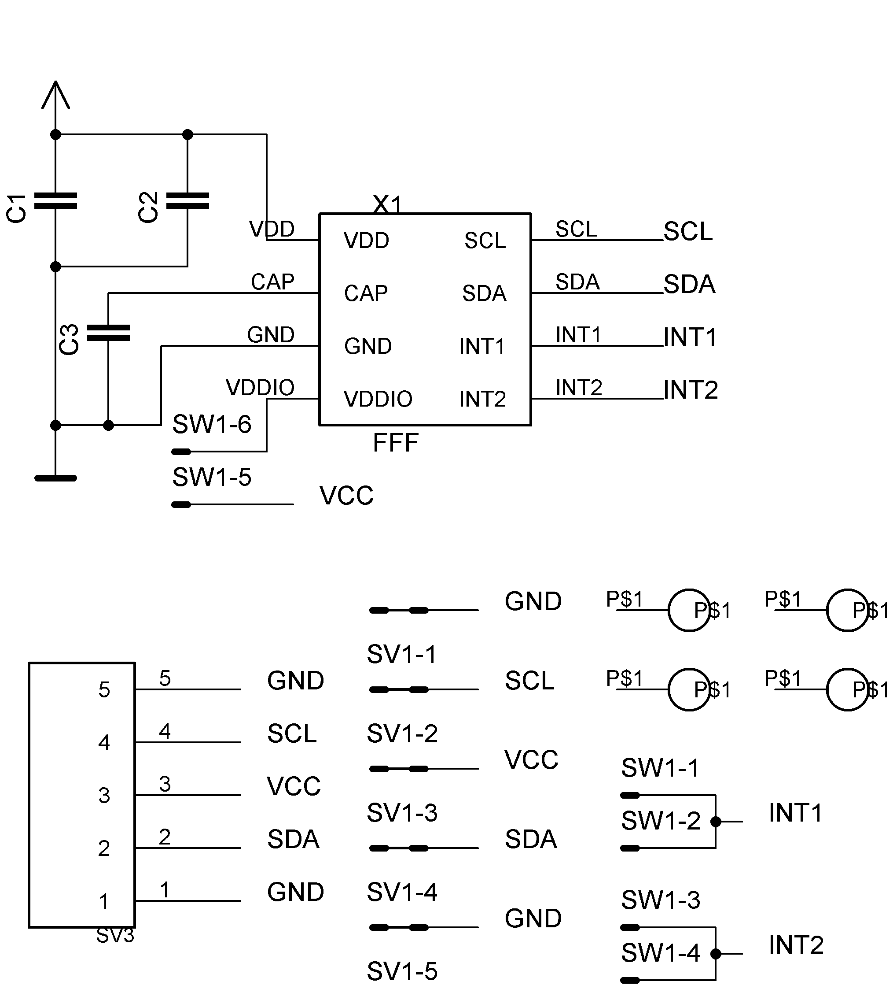 X1
C1
C2
VDD
VDD
SCL
SCL
SCL
CAP
CAP
SDA
SDA
SDA
C3
GND
GND
INT1
INT1
INT1
VDDIO
VDDIO
INT2
INT2
INT2
SW1-6
FFF
SW1-5
VCC
GND
P$1
P$1
P$1
P$1
SV1-1
5
5
GND
SCL
P$1
P$1
P$1
P$1
4
4
SCL
SV1-2
VCC
SW1-1
3
3
VCC
SV1-3
SW1-2
INT1
2
2
SDA
SDA
1
1
GND
SV1-4
SW1-3
SV3
GND
SW1-4
INT2
SV1-5